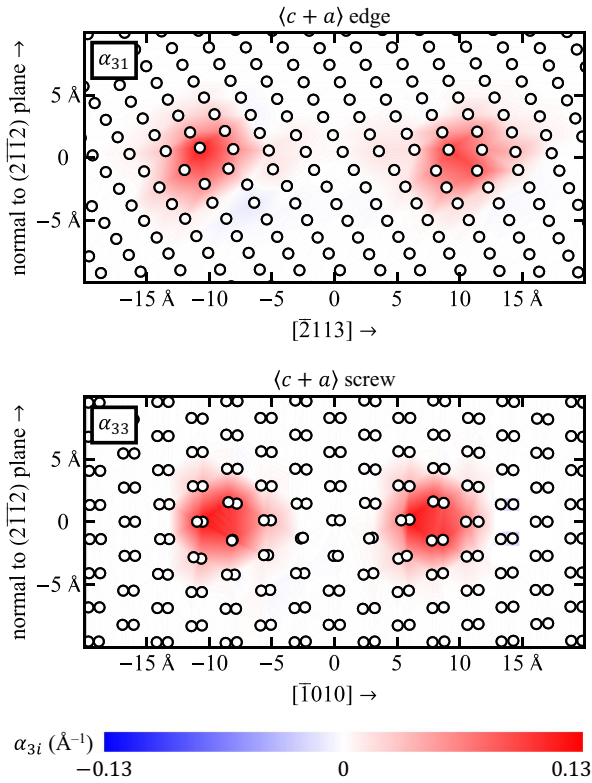 ⟨c + a⟩ edge
α₃₁
normal to (21̅1̅2) plane →
5 Å
0
−5 Å
−15 Å
−10
−5
0
5
10
15 Å
[2̅113] →
⟨c + a⟩ screw
α₃₃
normal to (21̅1̅2) plane →
5 Å
0
−5 Å
−15 Å
−10
−5
0
5
10
15 Å
[1̅010] →
α₃ᵢ (Å⁻¹)
−0.13
0
0.13